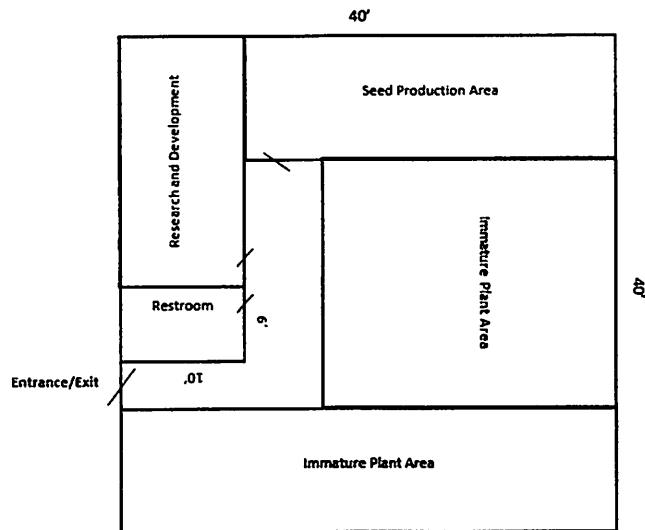 40'
Seed Production Area
Research and Development
Immature Plant Area
40'
Restroom
6'
10'
Entrance/Exit
Immature Plant Area